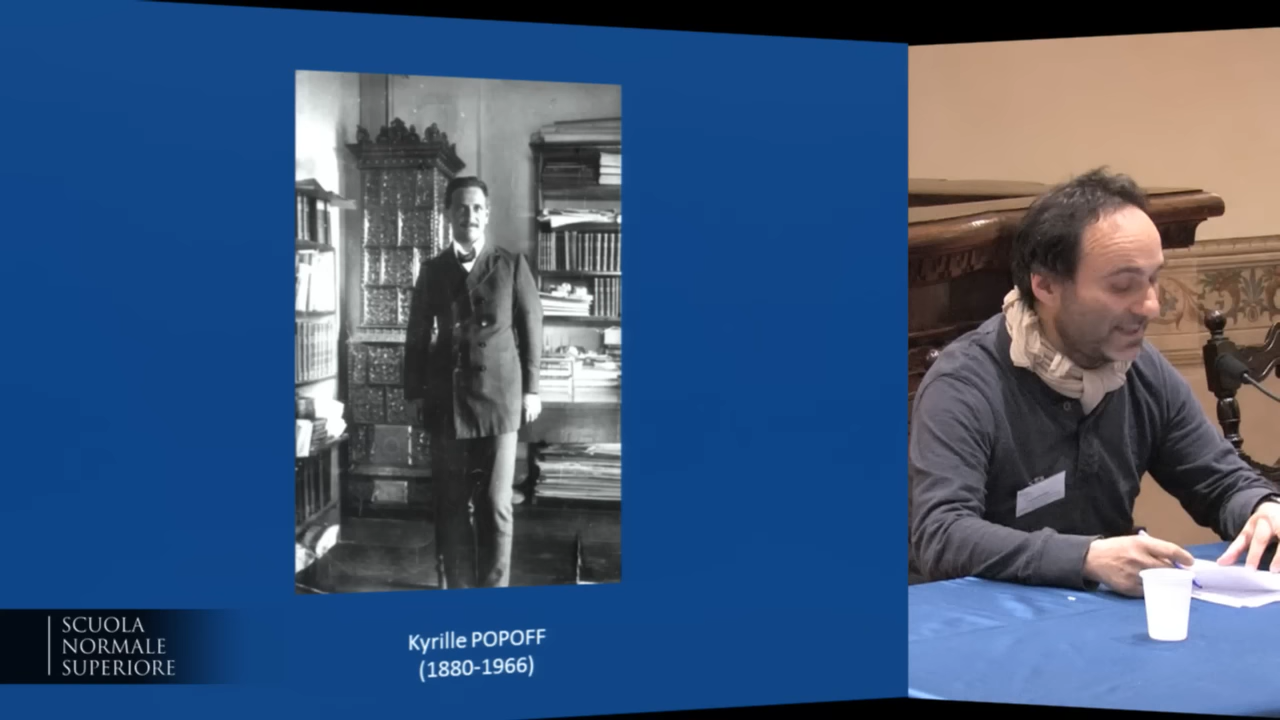 Kyrille POPOFF
(1880-1966)
SCUOLA
NORMALE
SUPERIORE